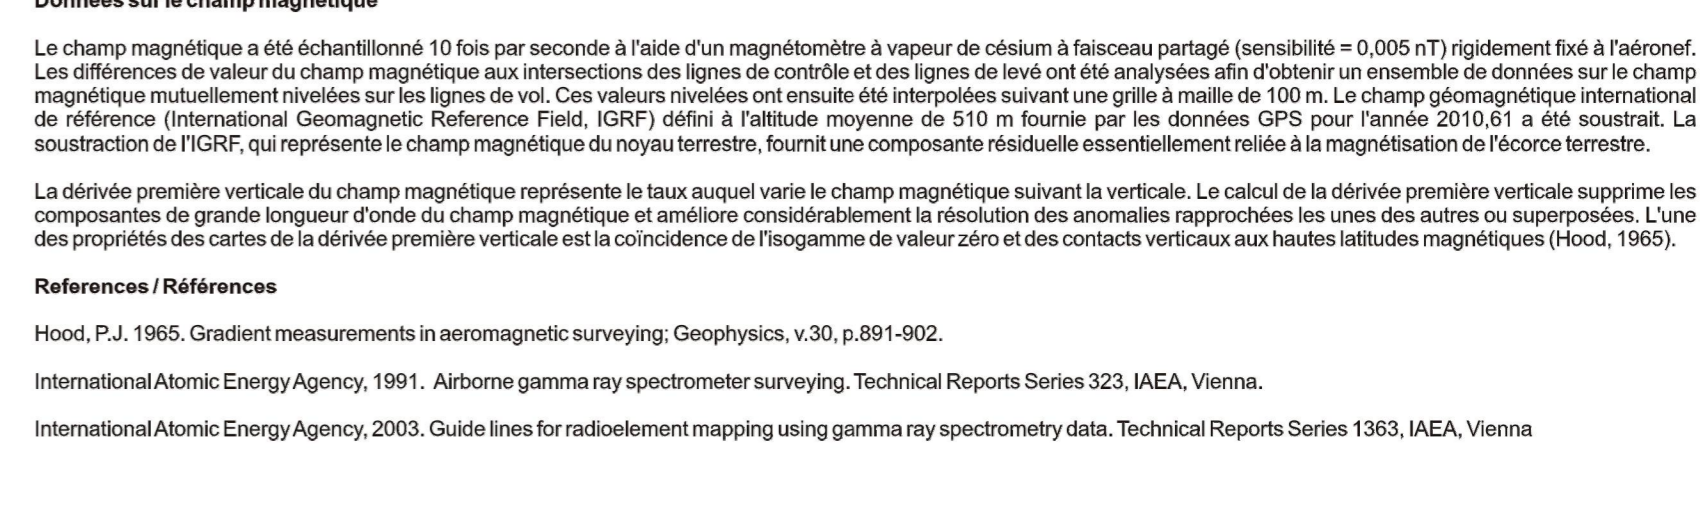 Données sur le champ magnétique
Le champ magnétique a été échantillonné 10 fois par seconde à l'aide d'un magnétomètre à vapeur de césium à faisceau partagé (sensibilité = 0,005 nT) rigidement fixé à l'aéronef.
Les différences de valeur du champ magnétique aux intersections des lignes de contrôle et des lignes de levé ont été analysées afin d'obtenir un ensemble de données sur le champ
magnétique mutuellement nivelées sur les lignes de vol. Ces valeurs nivelées ont ensuite été interpolées suivant une grille à maille de 100 m. Le champ géomagnétique international
de référence (International Geomagnetic Reference Field, IGRF) défini à l'altitude moyenne de 510 m fournie par les données GPS pour l'année 2010,61 a été soustrait. La
soustraction de l'IGRF, qui représente le champ magnétique du noyau terrestre, fournit une composante résiduelle essentiellement reliée à la magnétisation de l'écorce terrestre.
La dérivée première verticale du champ magnétique représente le taux auquel varie le champ magnétique suivant la verticale. Le calcul de la dérivée première verticale supprime les
composantes de grande longueur d'onde du champ magnétique et améliore considérablement la résolution des anomalies rapprochées les unes des autres ou superposées. L'une
des propriétés des cartes de la dérivée première verticale est la coïncidence de l'isogamme de valeur zéro et des contacts verticaux aux hautes latitudes magnétiques (Hood, 1965).
References / Références
Hood, P.J. 1965. Gradient measurements in aeromagnetic surveying; Geophysics, v.30, p.891-902.
International Atomic Energy Agency, 1991. Airborne gamma ray spectrometer surveying. Technical Reports Series 323, IAEA, Vienna.
International Atomic Energy Agency, 2003. Guide lines for radioelement mapping using gamma ray spectrometry data. Technical Reports Series 1363, IAEA, Vienna